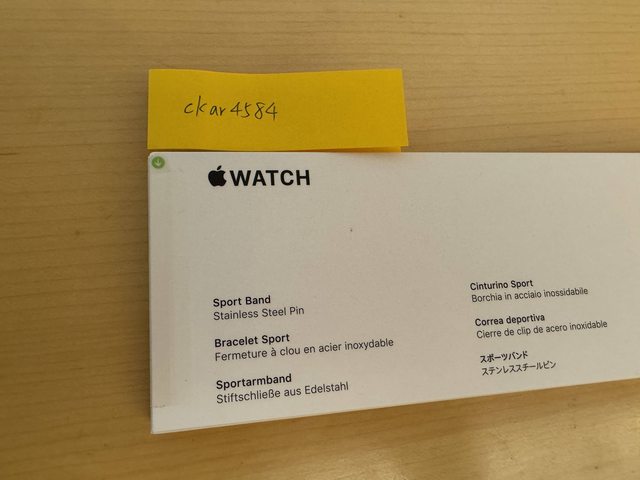 ckar4584
WATCH
Sport Band
Stainless Steel Pin
Bracelet Sport
Fermeture à clou en acier inoxydable
Sportarmband
Stiftschließe aus Edelstahl
Cinturino Sport
Borchia in acciaio inossidabile
Correa deportiva
Cierre de clip de acero inoxidable
スポーツバンド
ステンレススチールピン